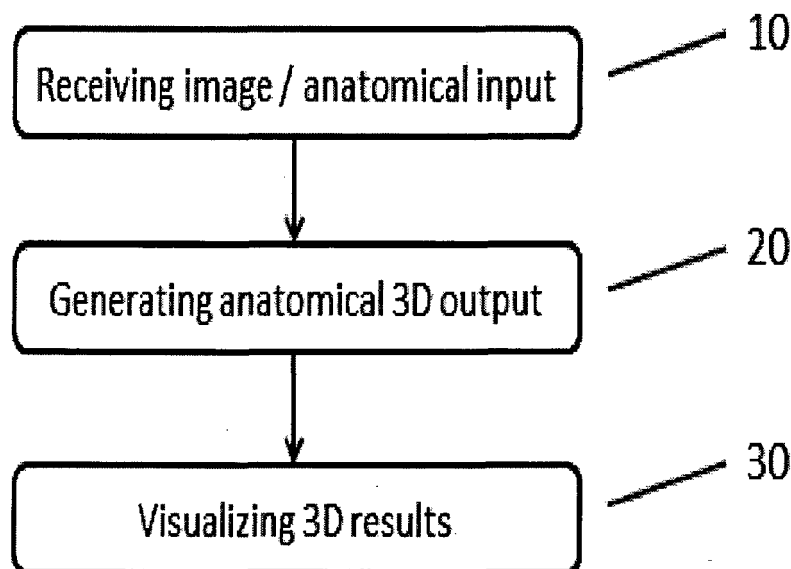 Receiving image / anatomical input
10
Generating anatomical 3D output
20
Visualizing 3D results
30